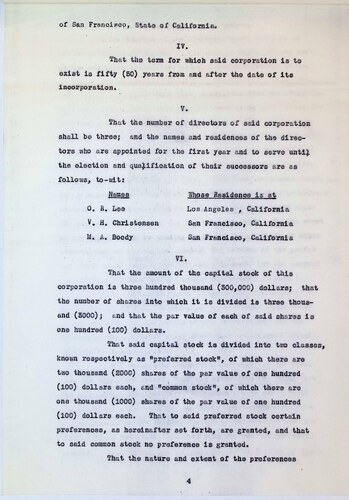 of San Francisco, State of California.
IV.
That the term for which said corporation is to
exist is fifty (50) years from and after the date of its
incorporation.
V.
That the number of directors of said corporation
shall be three; and the names and residences of the direc-
tors who are appointed for the first year and to serve until
the election and qualification of their successors are as
follows, to-wit:
Names Whose Residence is at
O. R. Lee Los Angeles , California
V. H. Christensen San Francisco, California
M. A. Boody San Francisco, California
VI.
That the amount of the capital stock of this
corporation is three hundred thousand (300,000) dollars; that
the number of shares into which it is divided is three thous-
and (3000); and that the par value of each of said shares is
one hundred (100) dollars.
That said capital stock is divided into two classes,
known respectively as "preferred stock", of which there are
two thousand (2000) shares of the par value of one hundred
(100) dollars each, and "common stock", of which there are
one thousand (1000) shares of the par value of one hundred
(100) dollars each. That to said preferred stock certain
preferences, as hereinafter set forth, are granted, and that
to said common stock no preference is granted.
That the nature and extent of the preferences
4